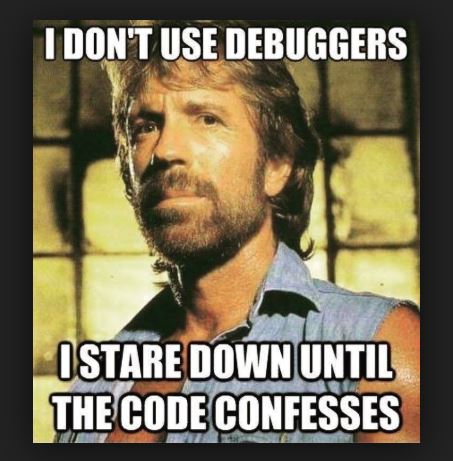 I DON'T USE DEBUGGERS
I STARE DOWN UNTIL
THE CODE CONFESSES